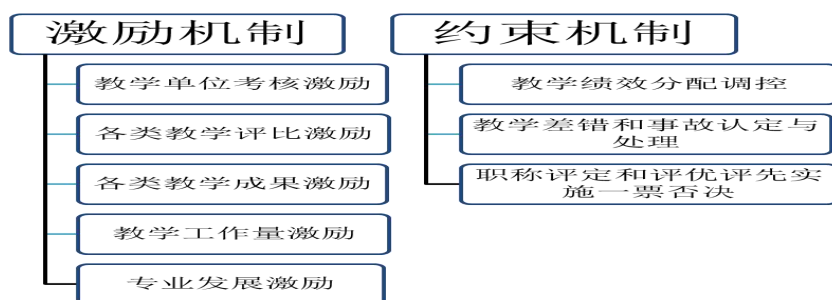 激励机制
教学单位考核激励
各类教学评比激励
各类教学成果激励
教学工作量激励
专业发展激励
约束机制
教学绩效分配调控
教学差错和事故认定与
处理
职称评定和评优评先实
施一票否决